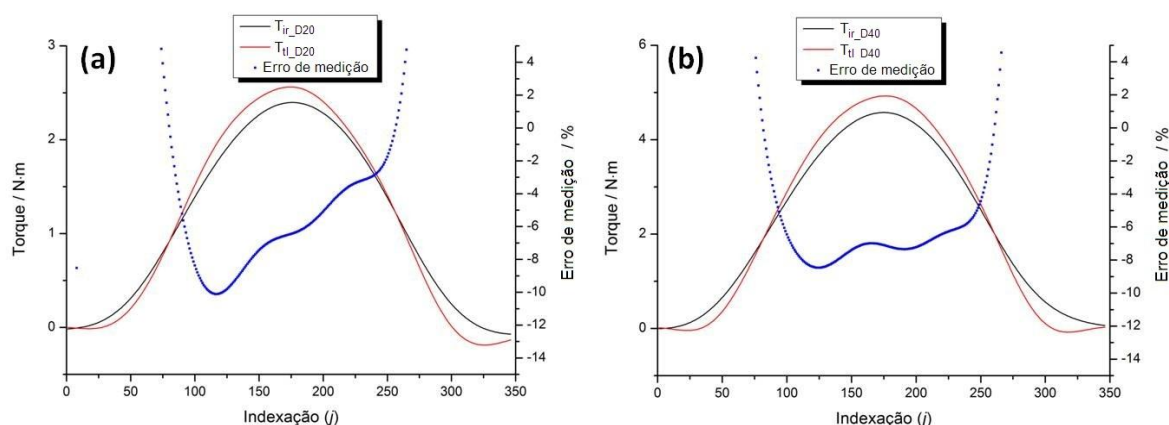 (a)
T_ir_D20
T_tl_D20
Erro de medição
3
2
1
0
Torque / N·m
4
2
0
-2
-4
-6
-8
-10
-12
-14
Erro de medição / %
0 50 100 150 200 250 300 350
Indexação (j)
(b)
T_ir_D40
T_tl_D40
Erro de medição
6
4
2
0
Torque / N·m
4
2
0
-2
-4
-6
-8
-10
-12
-14
Erro de medição / %
0 50 100 150 200 250 300 350
Indexação (j)